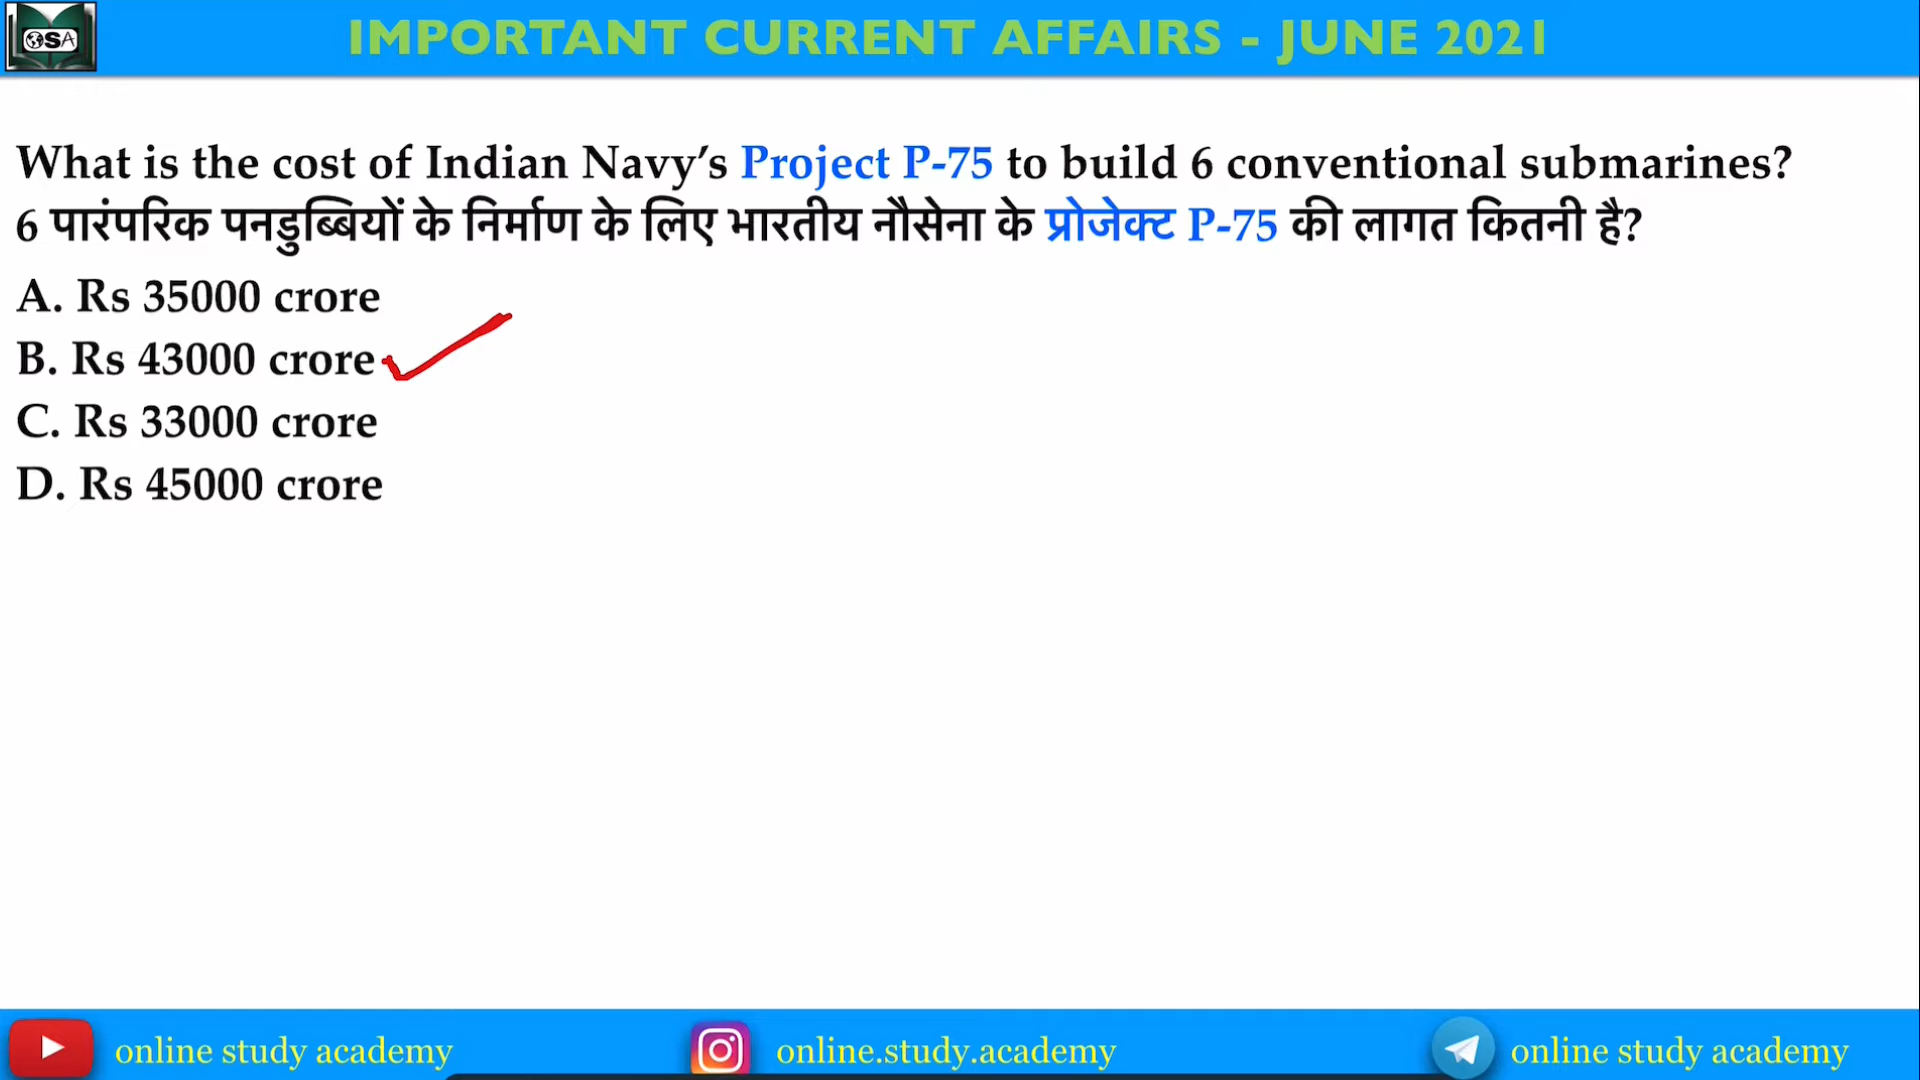 OSA
IMPORTANT CURRENT AFFAIRS - JUNE 2021
What is the cost of Indian Navy’s Project P-75 to build 6 conventional submarines?
6 पारंपरिक पनडुब्बियों के निर्माण के लिए भारतीय नौसेना के प्रोजेक्ट P-75 की लागत कितनी है?
A. Rs 35000 crore
B. Rs 43000 crore
C. Rs 33000 crore
D. Rs 45000 crore
online study academy
online.study.academy
online study academy